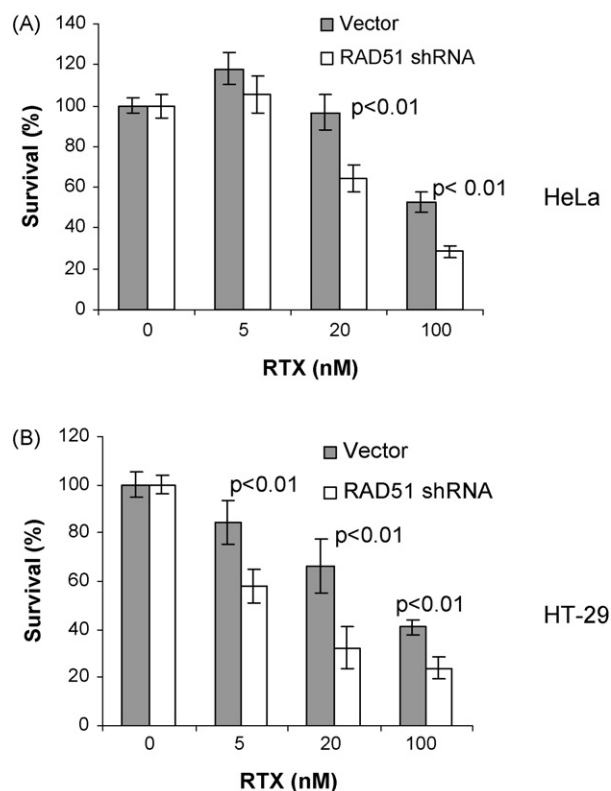 (A)
140
120
100
80
60
40
20
0
Survival (%)
Vector
RAD51 shRNA
p<0.01
p< 0.01
HeLa
0 5 20 100
RTX (nM)
(B)
120
100
80
60
40
20
0
Survival (%)
Vector
RAD51 shRNA
p<0.01
p<0.01
p<0.01
HT-29
0 5 20 100
RTX (nM)